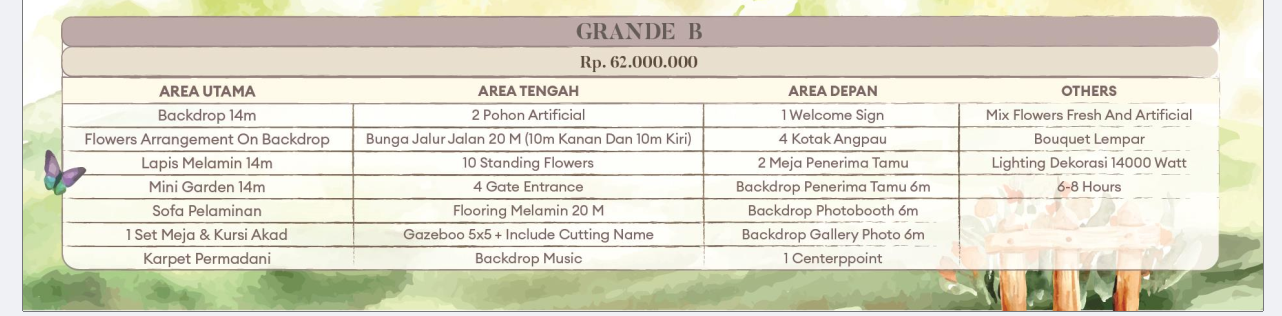 GRANDE B
Rp. 62.000.000
AREA UTAMA AREA TENGAH AREA DEPAN OTHERS
Backdrop 14m 2 Pohon Artificial 1 Welcome Sign Mix Flowers Fresh And Artificial
Flowers Arrangement On Backdrop Bunga Jalur Jalan 20 M (10m Kanan Dan 10m Kiri) 4 Kotak Angpau Bouquet Lempar
Lapis Melamin 14m 10 Standing Flowers 2 Meja Penerima Tamu Lighting Dekorasi 14000 Watt
Mini Garden 14m 4 Gate Entrance Backdrop Penerima Tamu 6m 6-8 Hours
Sofa Pelaminan Flooring Melamin 20 M Backdrop Photobooth 6m
1 Set Meja & Kursi Akad Gazeboo 5x5 + Include Cutting Name Backdrop Gallery Photo 6m
Karpet Permadani Backdrop Music 1 Centerppoint